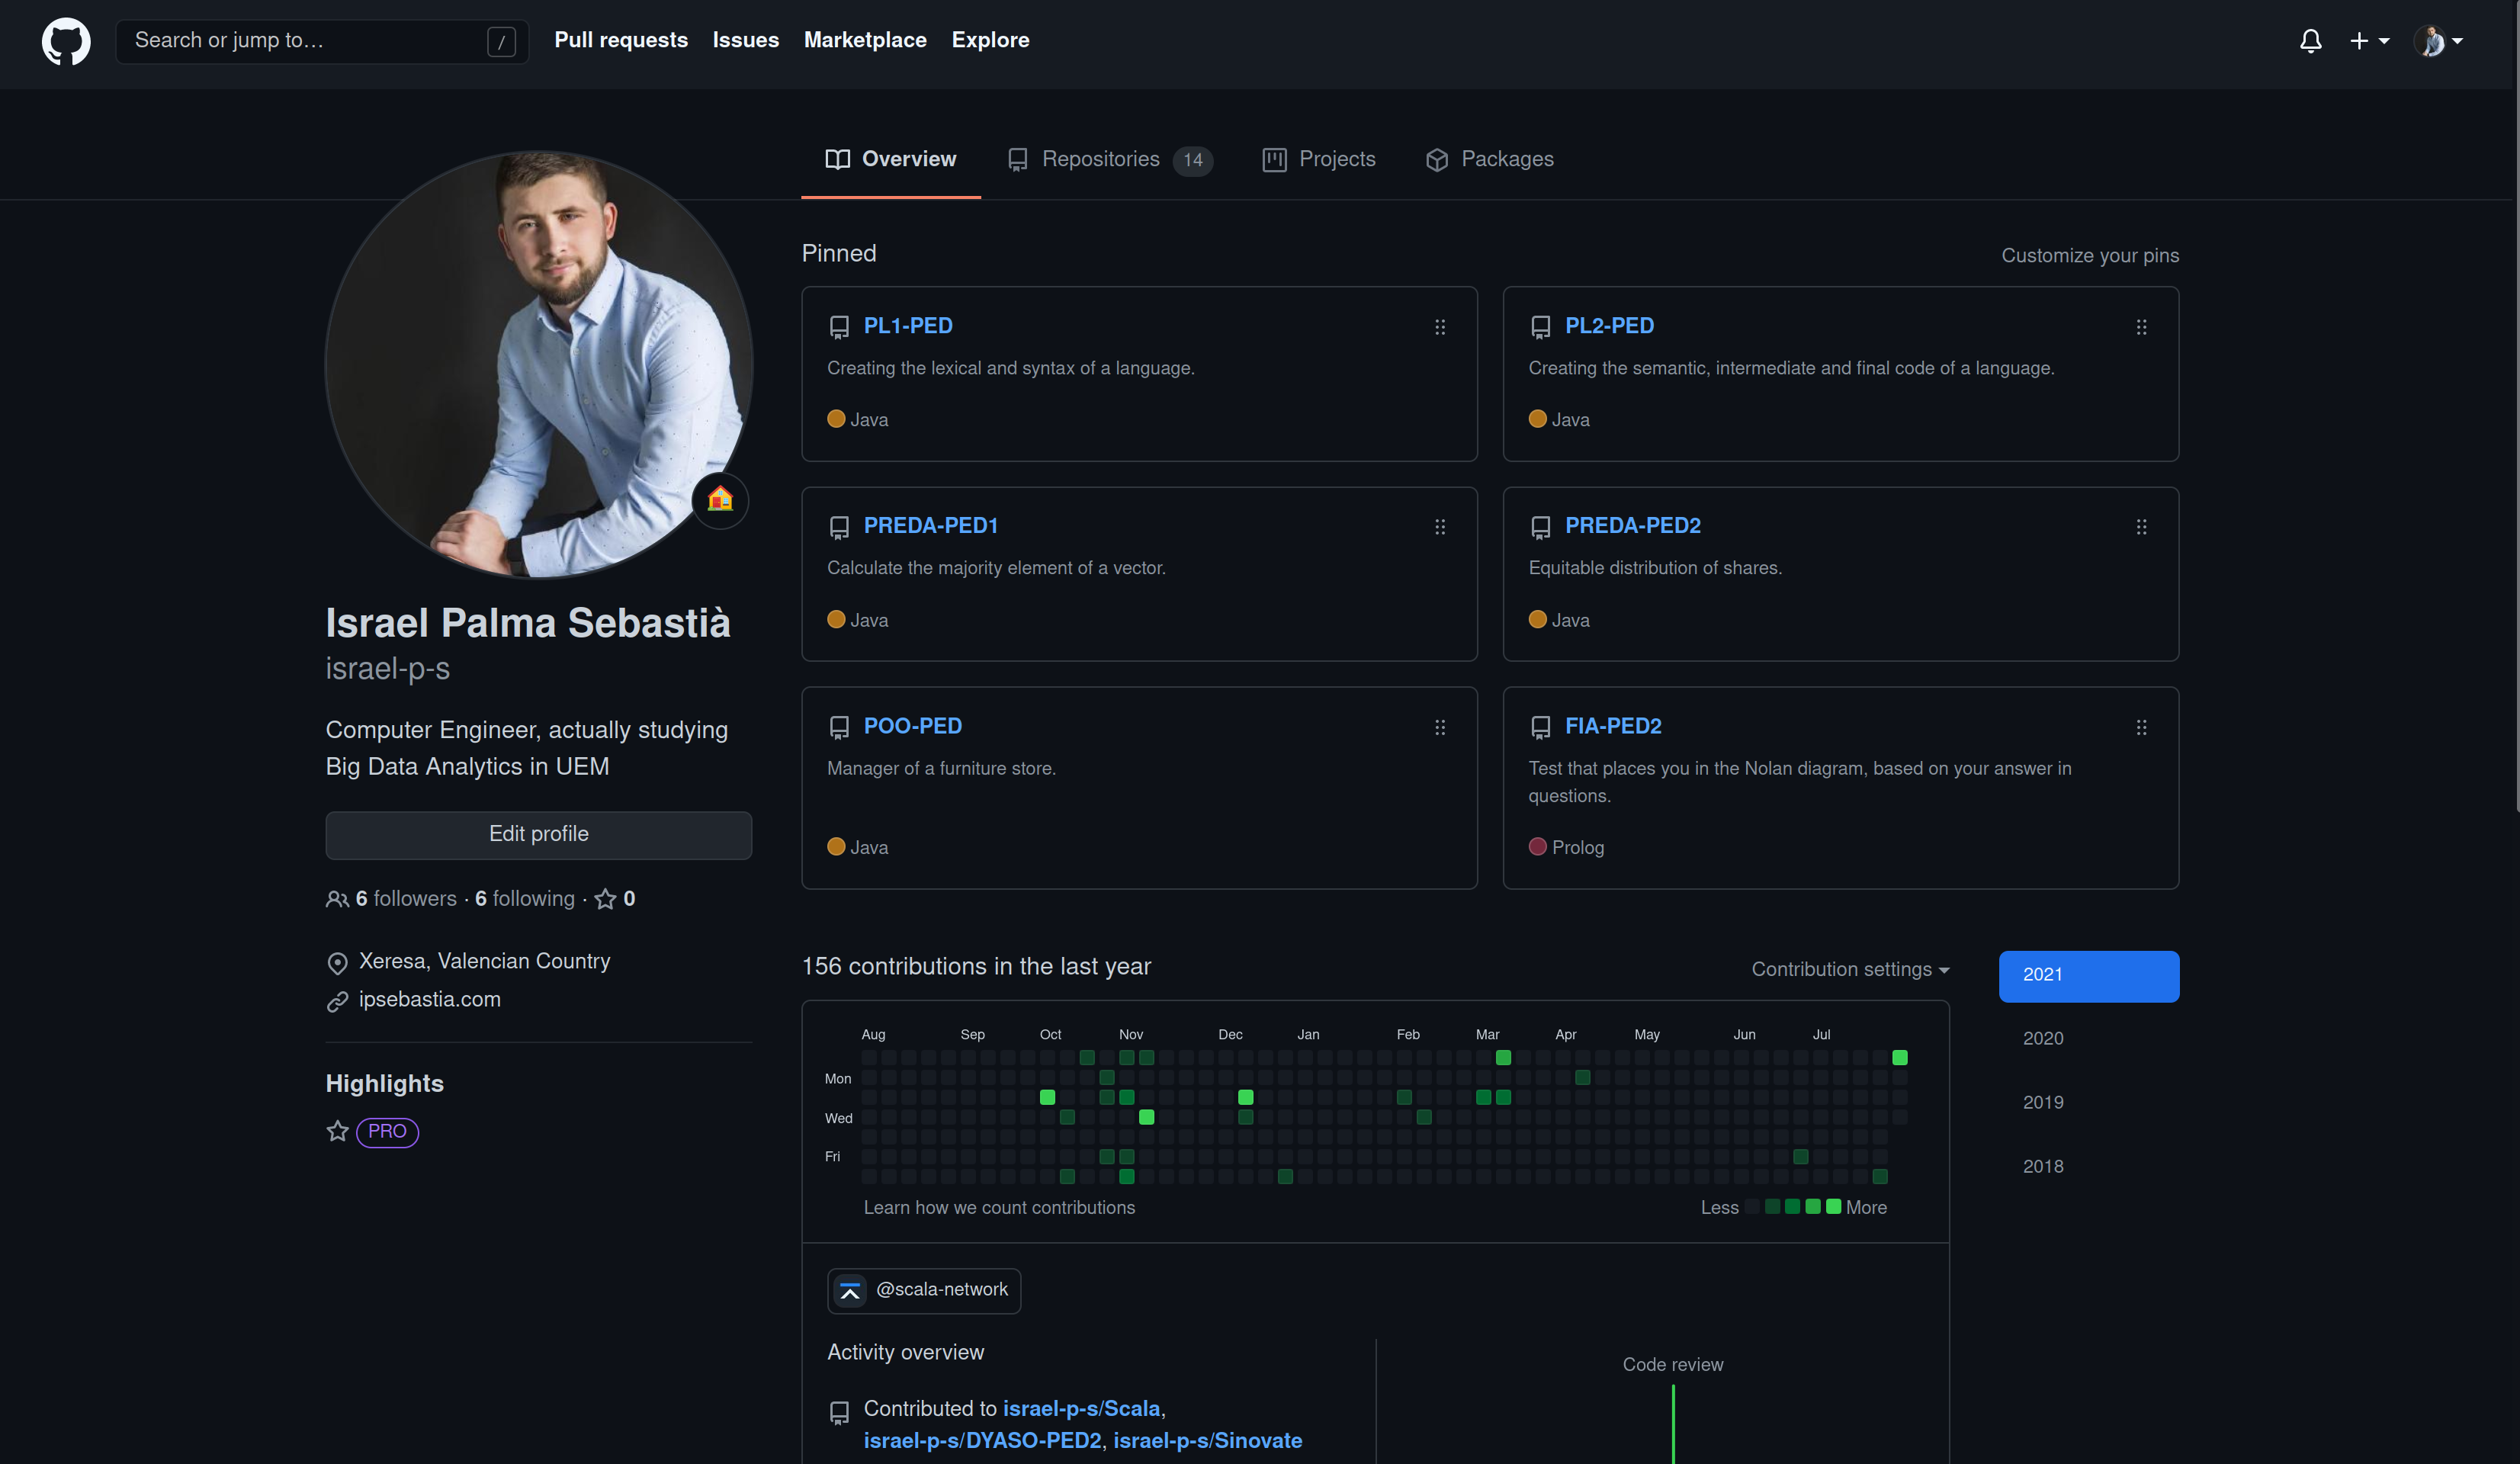 Search or jump to…
/
Pull requests
Issues
Marketplace
Explore
Overview
Repositories 14
Projects
Packages
Israel Palma Sebastià
israel-p-s
Computer Engineer, actually studying
Big Data Analytics in UEM
Edit profile
6 followers · 6 following · 0
Xeresa, Valencian Country
ipsebastia.com
Highlights
PRO
Pinned
Customize your pins
PL1-PED
Creating the lexical and syntax of a language.
Java
PL2-PED
Creating the semantic, intermediate and final code of a language.
Java
PREDA-PED1
Calculate the majority element of a vector.
Java
PREDA-PED2
Equitable distribution of shares.
Java
POO-PED
Manager of a furniture store.
Java
FIA-PED2
Test that places you in the Nolan diagram, based on your answer in
questions.
Prolog
156 contributions in the last year
Contribution settings
2021
2020
2019
2018
Aug Sep Oct Nov Dec Jan Feb Mar Apr May Jun Jul
Mon
Wed
Fri
Learn how we count contributions
Less More
@scala-network
Activity overview
Contributed to israel-p-s/Scala,
israel-p-s/DYASO-PED2, israel-p-s/Sinovate
Code review